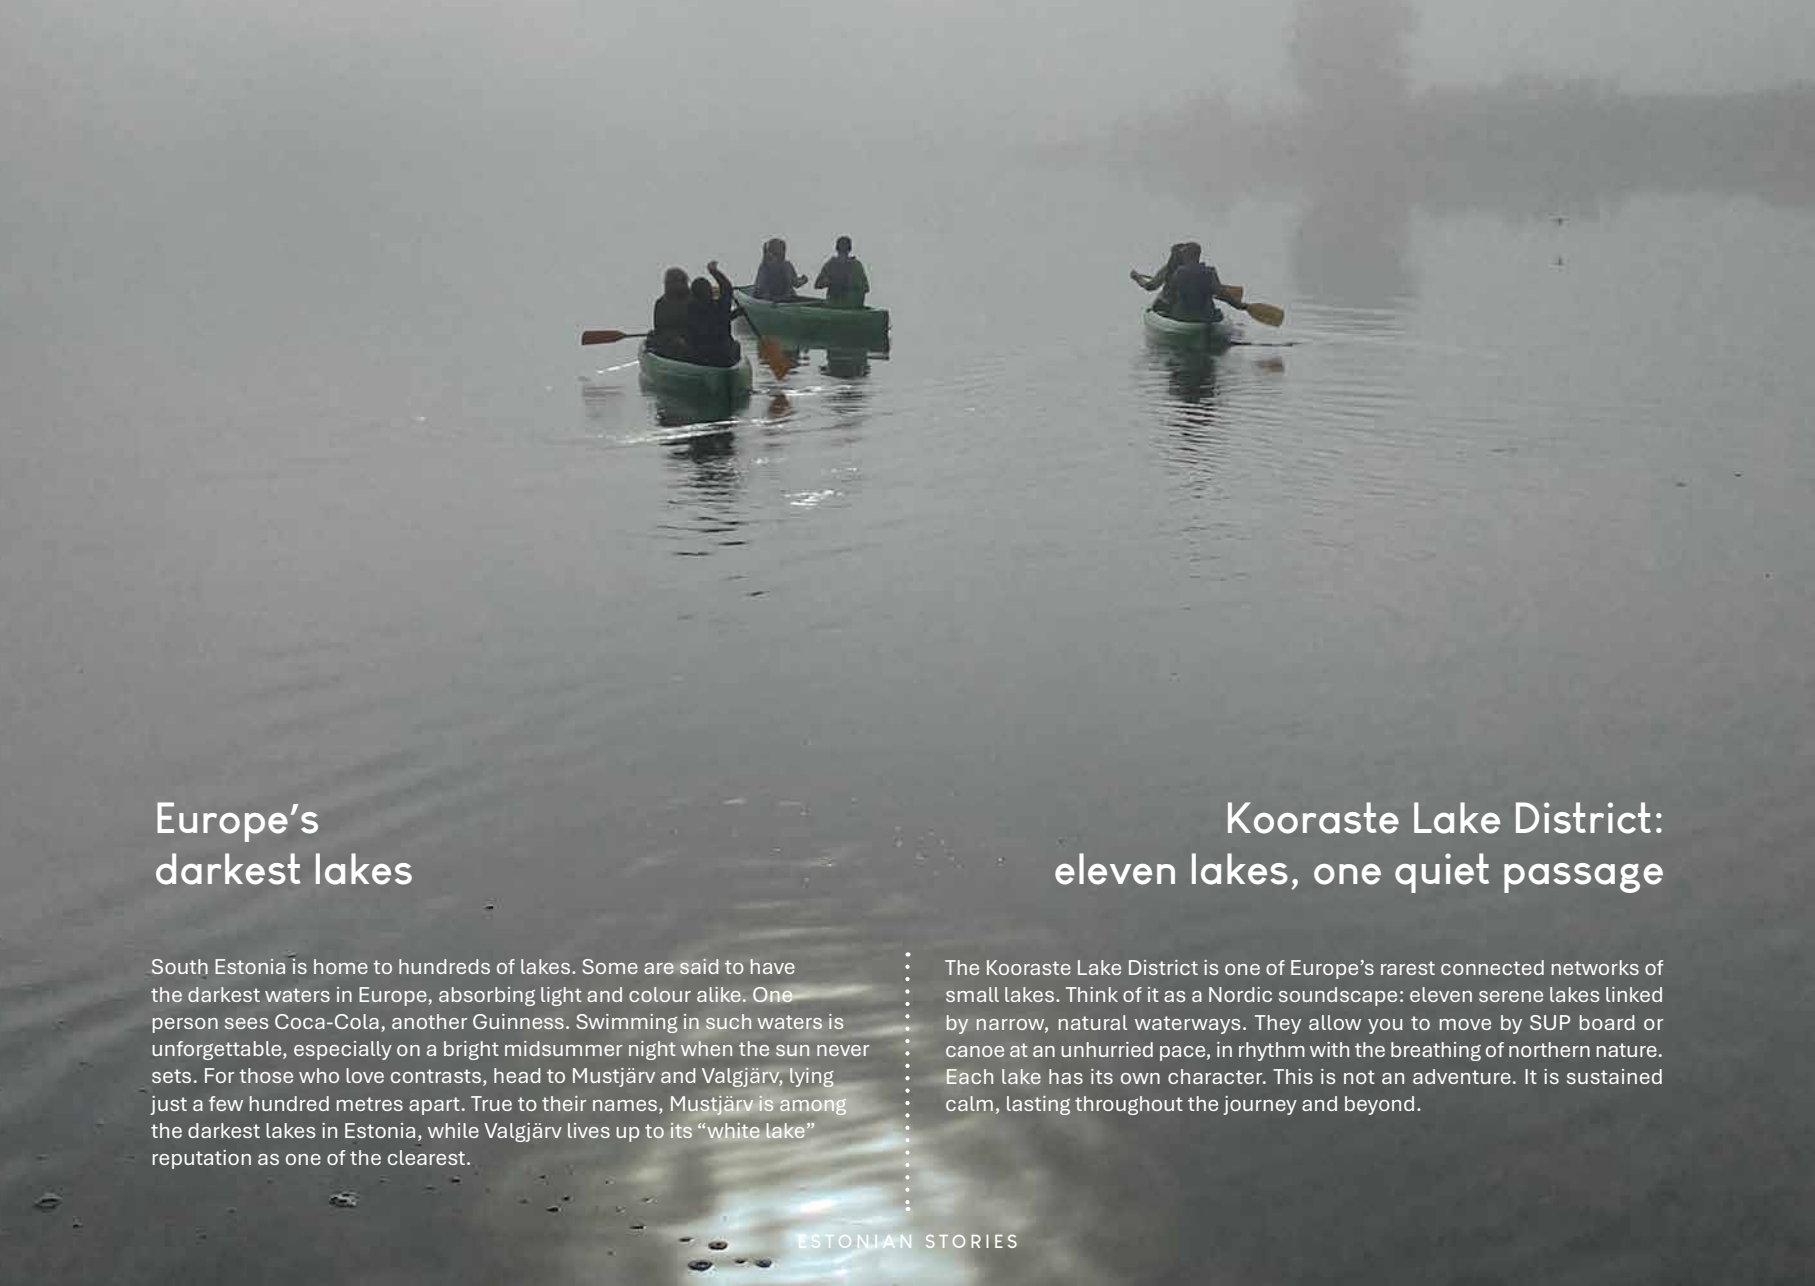 Europe’s
darkest lakes
South Estonia is home to hundreds of lakes. Some are said to have
the darkest waters in Europe, absorbing light and colour alike. One
person sees Coca-Cola, another Guinness. Swimming in such waters is
unforgettable, especially on a bright midsummer night when the sun never
sets. For those who love contrasts, head to Mustjärv and Valgjärv, lying
just a few hundred metres apart. True to their names, Mustjärv is among
the darkest lakes in Estonia, while Valgjärv lives up to its “white lake”
reputation as one of the clearest.
Kooraste Lake District:
eleven lakes, one quiet passage
The Kooraste Lake District is one of Europe’s rarest connected networks of
small lakes. Think of it as a Nordic soundscape: eleven serene lakes linked
by narrow, natural waterways. They allow you to move by SUP board or
canoe at an unhurried pace, in rhythm with the breathing of northern nature.
Each lake has its own character. This is not an adventure. It is sustained
calm, lasting throughout the journey and beyond.
ESTONIAN STORIES